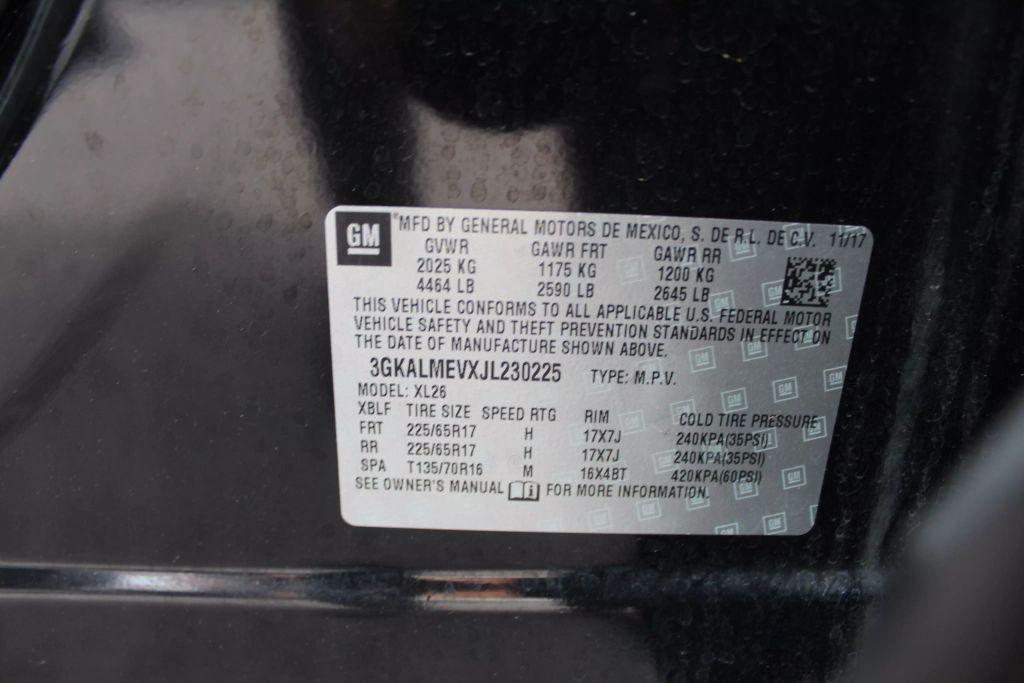 GM ®MFD BY GENERAL MOTORS DE MEXICO, S. DE R.L. DE C.V. 11/17
GVWR GAWR FRT GAWR RR
2025 KG 1175 KG 1200 KG
4464 LB 2590 LB 2645 LB
THIS VEHICLE CONFORMS TO ALL APPLICABLE U.S. FEDERAL MOTOR
VEHICLE SAFETY AND THEFT PREVENTION STANDARDS IN EFFECT ON
THE DATE OF MANUFACTURE SHOWN ABOVE.
3GKALMEVXJL230225 TYPE: M.P.V.
MODEL: XL26
XBLF TIRE SIZE SPEED RTG RIM COLD TIRE PRESSURE
FRT 225/65R17 H 17X7J 240KPA(35PSI)
RR 225/65R17 H 17X7J 240KPA(35PSI)
SPA T135/70R16 M 16X4BT 420KPA(60PSI)
SEE OWNER'S MANUAL i FOR MORE INFORMATION.